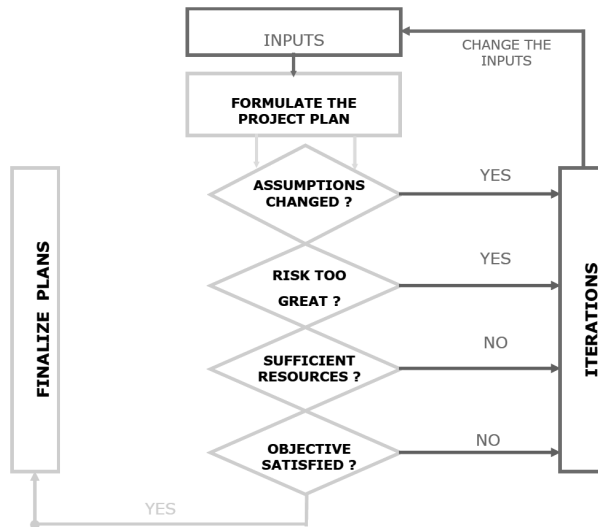 INPUTS
CHANGE THE
INPUTS
FORMULATE THE
PROJECT PLAN
ASSUMPTIONS
CHANGED ?
YES
RISK TOO
GREAT ?
YES
SUFFICIENT
RESOURCES ?
NO
OBJECTIVE
SATISFIED ?
NO
ITERATIONS
FINALIZE PLANS
YES